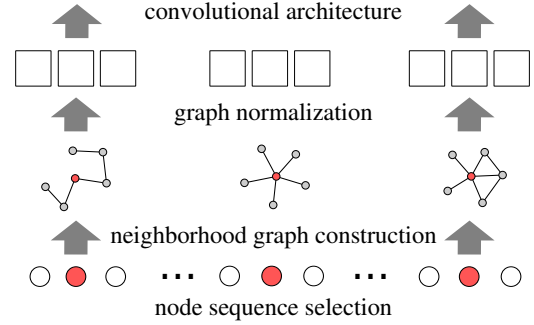 convolutional architecture
graph normalization
neighborhood graph construction
... ...
node sequence selection